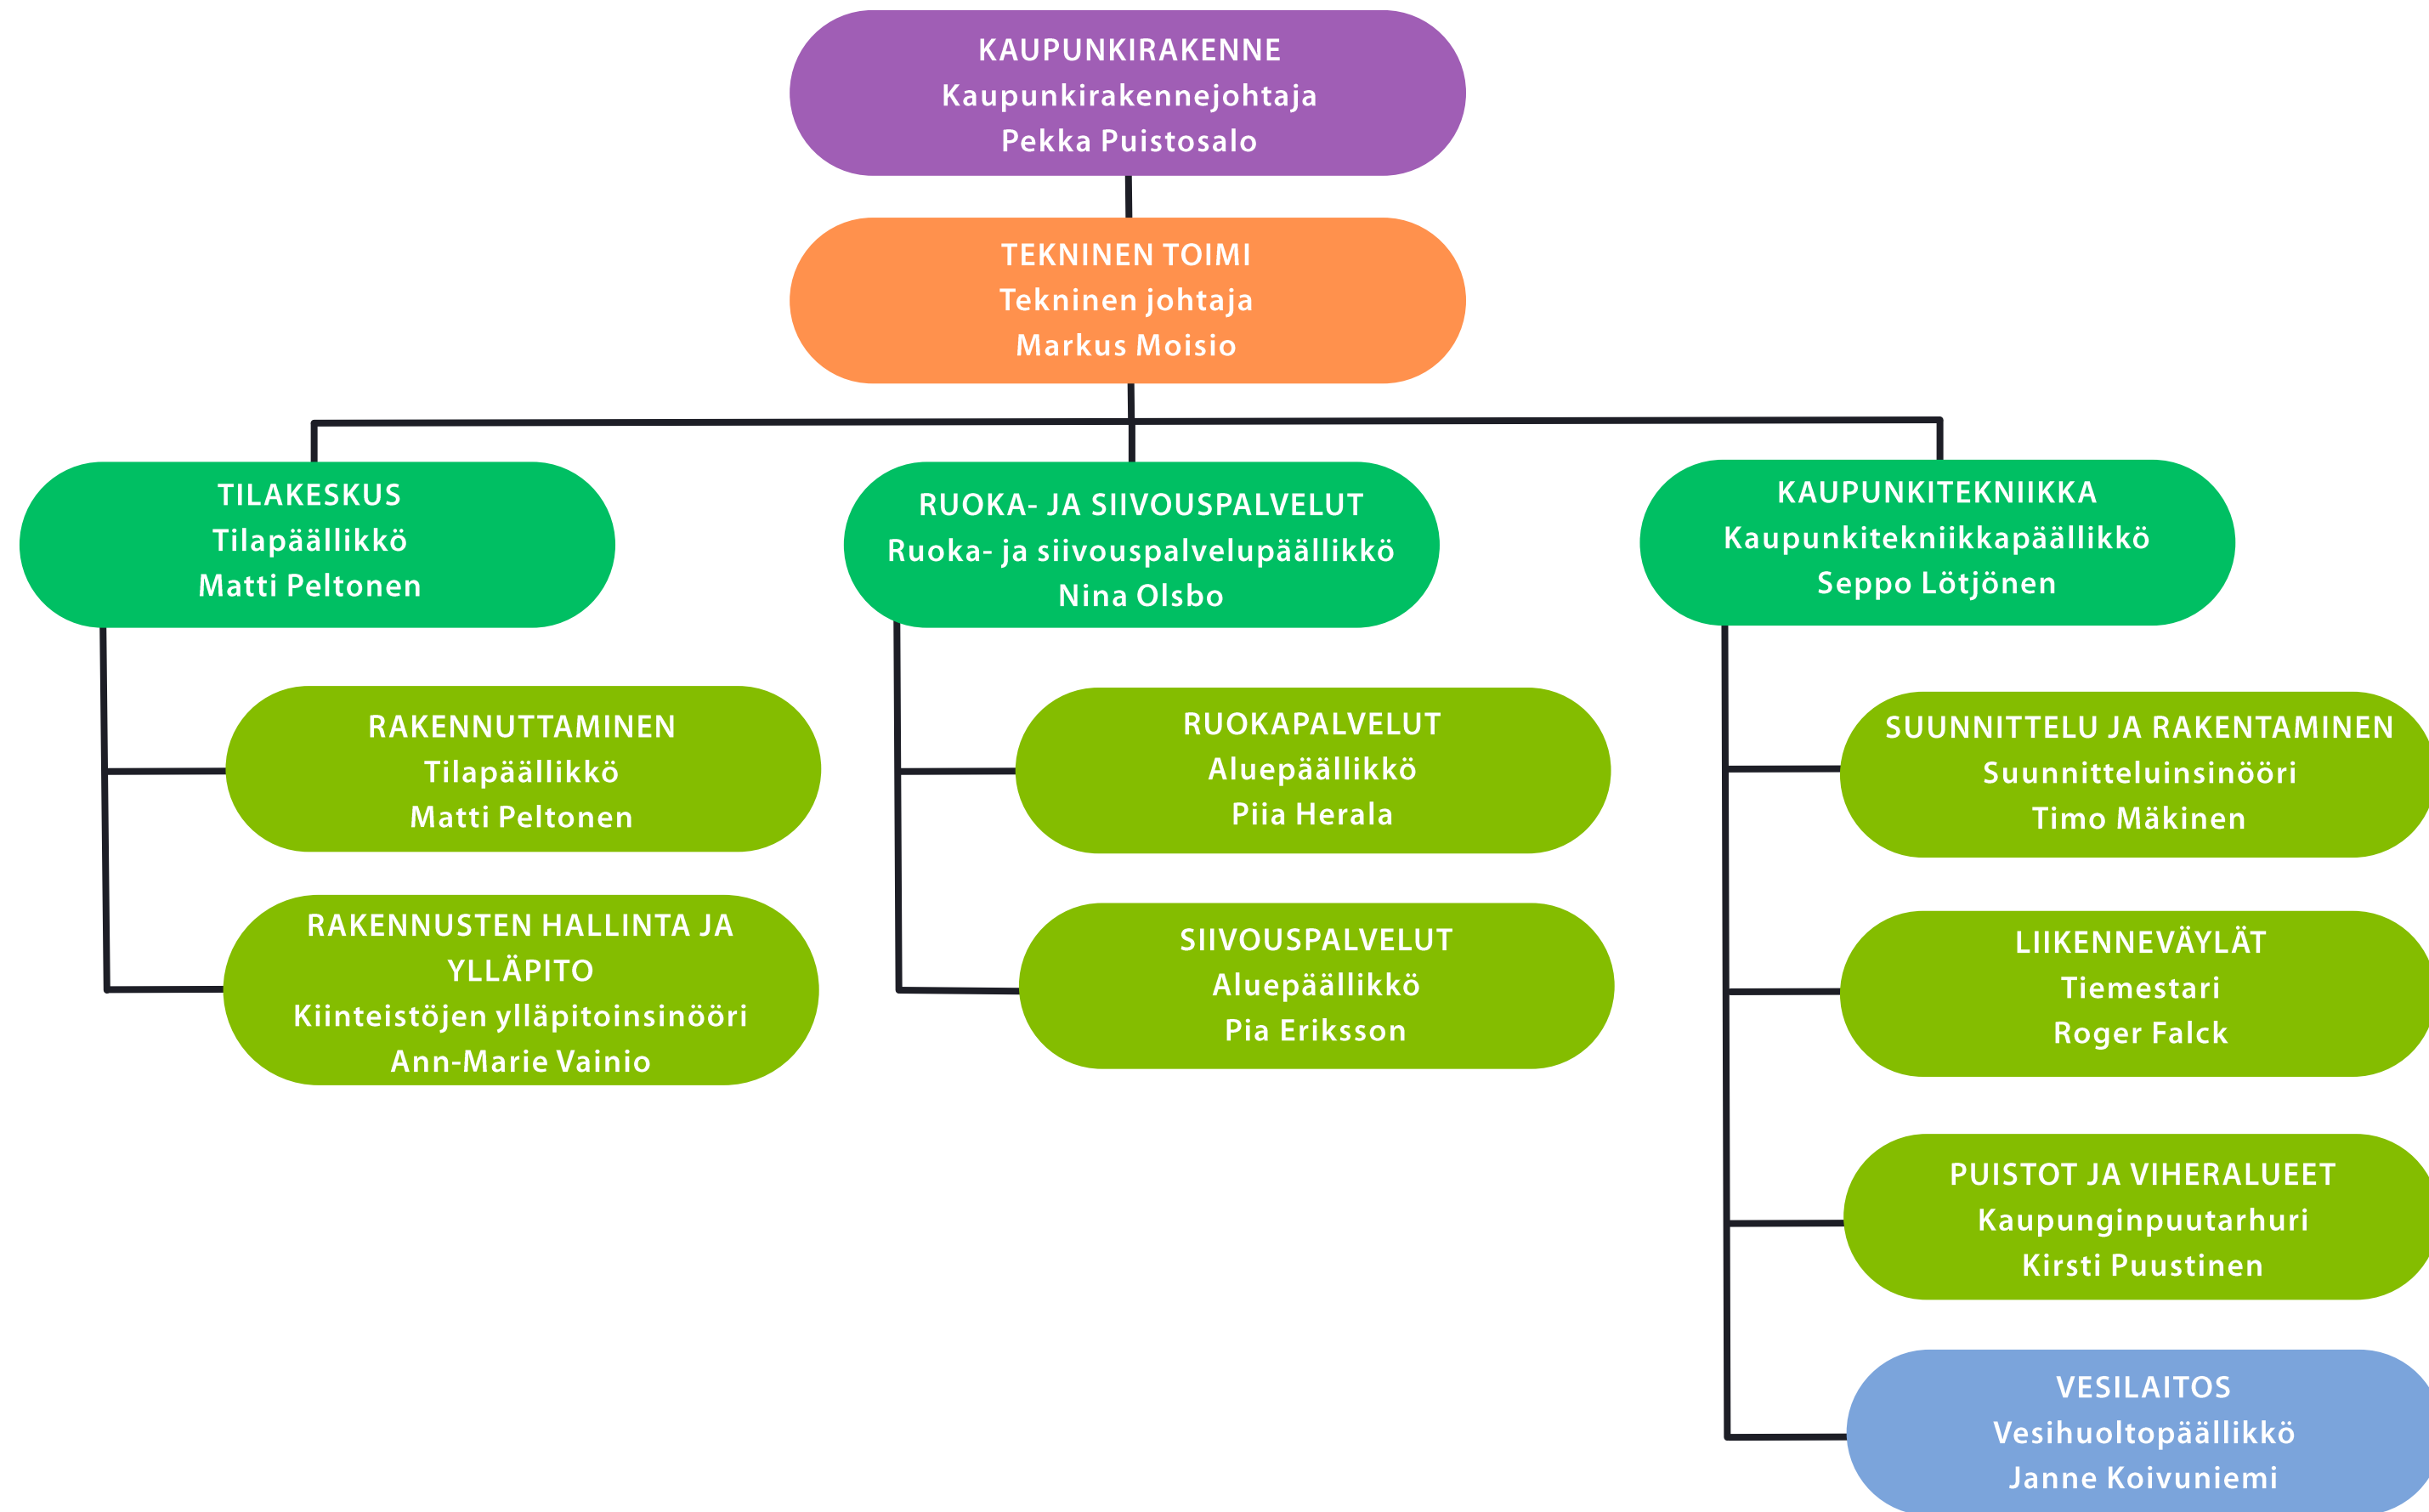 KAUPUNKIRAKENNE
Kaupunkirakennejohtaja
Pekka Puistosalo
TEKNINEN TOIMI
Tekninen johtaja
Markus Moisio
TILAKESKUS
Tilapäällikkö
Matti Peltonen
RAKENNUTTAMINEN
Tilapäällikkö
Matti Peltonen
RAKENNUSTEN HALLINTA JA
YLLÄPITO
Kiinteistöjen ylläpitoinsinööri
Ann-Marie Vainio
RUOKA- JA SIIVOUSPALVELUT
Ruoka- ja siivouspalvelupäällikkö
Nina Olsbo
RUOKAPALVELUT
Aluepäällikkö
Piia Herala
SIIVOUSPALVELUT
Aluepäällikkö
Pia Eriksson
KAUPUNKITEKNIIKKA
Kaupunkitekniikkapäällikkö
Seppo Lötjönen
SUUNNITTELU JA RAKENTAMINEN
Suunnitteluinsinööri
Timo Mäkinen
LIIKENNEVÄYLÄT
Tiemestari
Roger Falck
PUISTOT JA VIHERALUEET
Kaupunginpuutarhuri
Kirsti Puustinen
VESILAITOS
Vesihuoltopäällikkö
Janne Koivuniemi